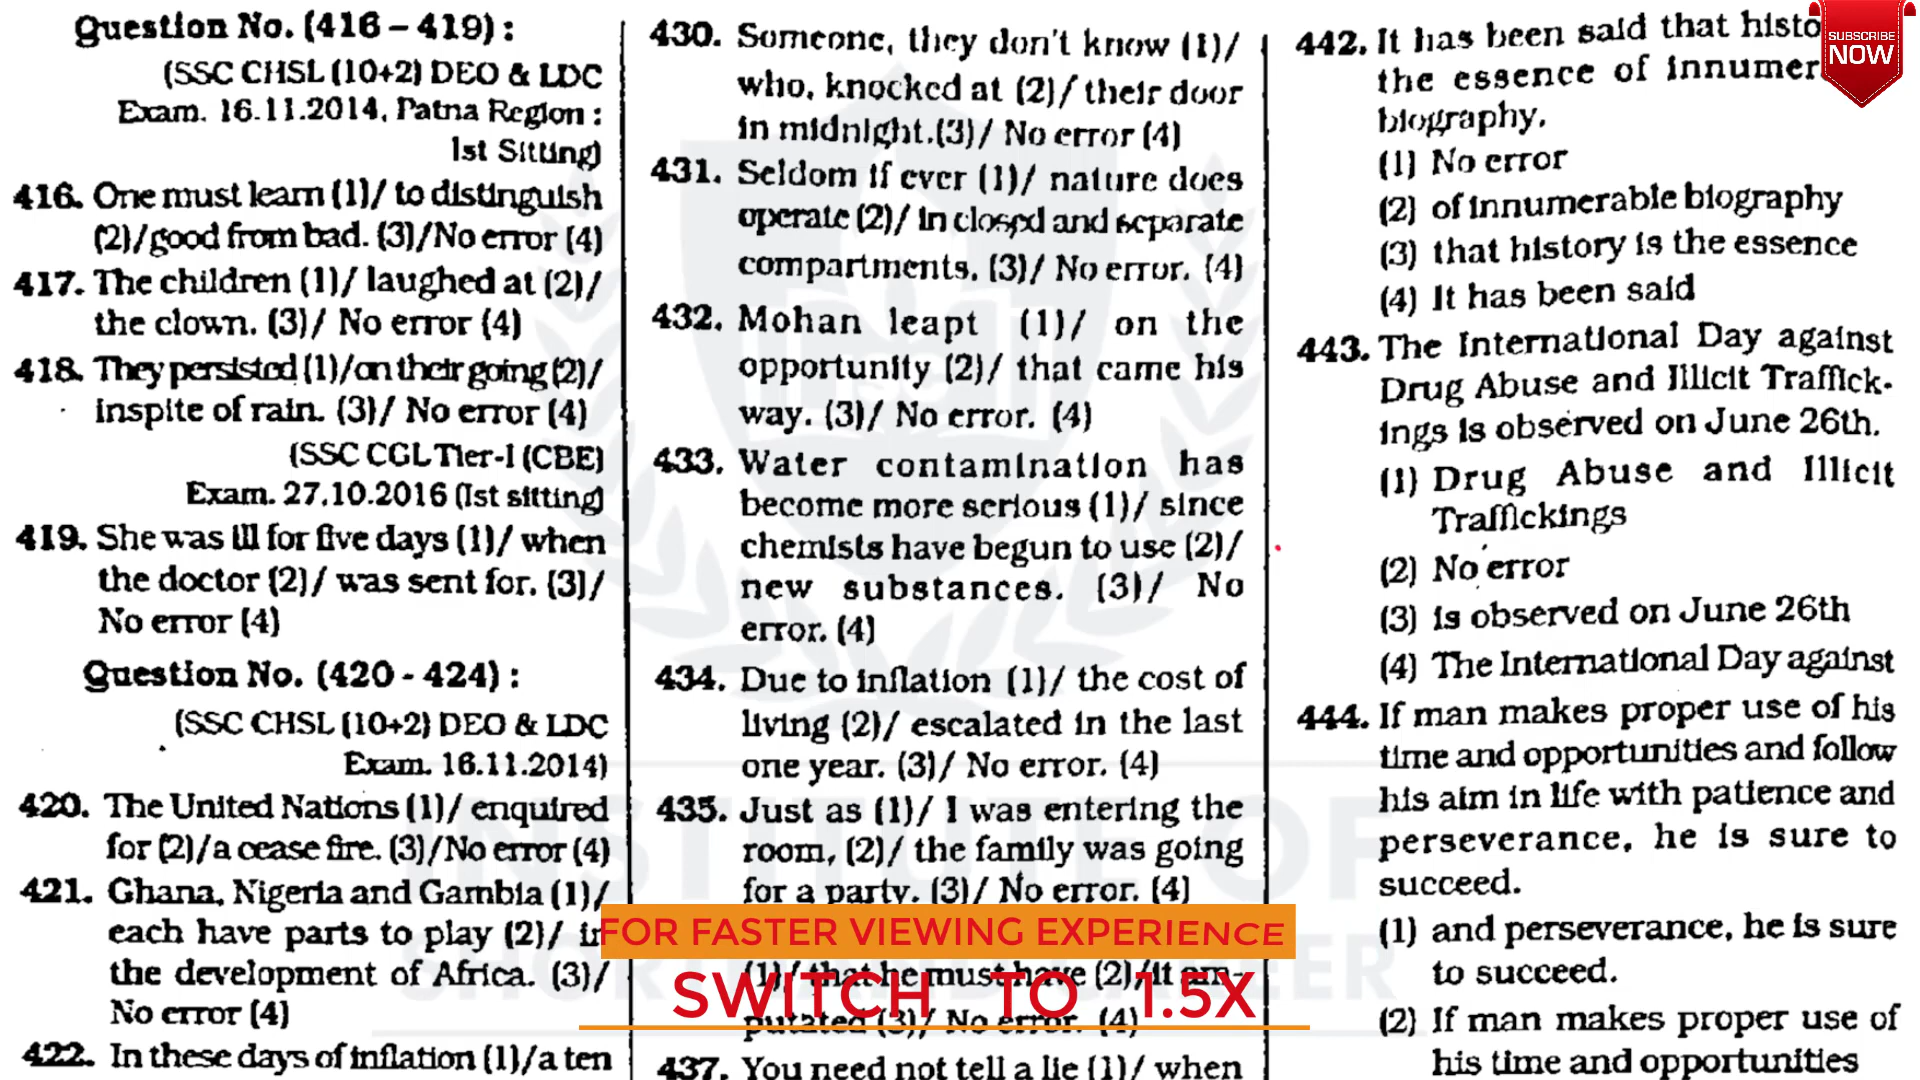 Question No. (416 – 419) :
(SSC CHSL (10+2) DEO & LDC
Exam. 16.11.2014, Patna Region :
Ist Sitting)
416. One must learn (1)/ to distinguish
(2)/good from bad. (3)/No error (4)
417. The children (1)/ laughed at (2)/
the clown. (3)/ No error (4)
418. They persisted (1)/on their going (2)/
inspite of rain. (3)/ No error (4)
(SSC CGL Tier-I (CBE)
Exam. 27.10.2016 (Ist sitting)
419. She was ill for five days (1)/ when
the doctor (2)/ was sent for. (3)/
No error (4)
Question No. (420 - 424) :
(SSC CHSL (10+2) DEO & LDC
Exam. 16.11.2014)
420. The United Nations (1)/ enquired
for (2)/a cease fire. (3)/No error (4)
421. Ghana, Nigeria and Gambia (1)/
each have parts to play (2)/ in
the development of Africa. (3)/
No error (4)
422. In these days of inflation (1)/a ten
430. Someone, they don't know (1)/
who, knocked at (2)/ their door
in midnight.(3)/ No error (4)
431. Seldom if ever (1)/ nature does
operate (2)/ in closed and separate
compartments. (3)/ No error. (4)
432. Mohan leapt (1)/ on the
opportunity (2)/ that came his
way. (3)/ No error. (4)
433. Water contamination has
become more serious (1)/ since
chemists have begun to use (2)/
new substances. (3)/ No
error. (4)
434. Due to inflation (1)/ the cost of
living (2)/ escalated in the last
one year. (3)/ No error. (4)
435. Just as (1)/ I was entering the
room, (2)/ the family was going
for a party. (3)/ No error. (4)
FOR FASTER VIEWING EXPERIENCE
(1)/ that he must have (2)/it am-
SWITCH TO 1.5X
putated (3)/ No error. (4)
437. You need not tell a lie (1)/ when
442. It has been said that histo
the essence of innumer
biography.
(1) No error
(2) of innumerable biography
(3) that history is the essence
(4) It has been said
443. The International Day against
Drug Abuse and Illicit Traffick-
ings is observed on June 26th.
(1) Drug Abuse and Illicit
Traffickings
(2) No error
(3) is observed on June 26th
(4) The International Day against
444. If man makes proper use of his
time and opportunities and follow
his aim in life with patience and
perseverance, he is sure to
succeed.
(1) and perseverance, he is sure
to succeed.
(2) If man makes proper use of
his time and opportunities
SUBSCRIBE
NOW
INSTITUTE OF